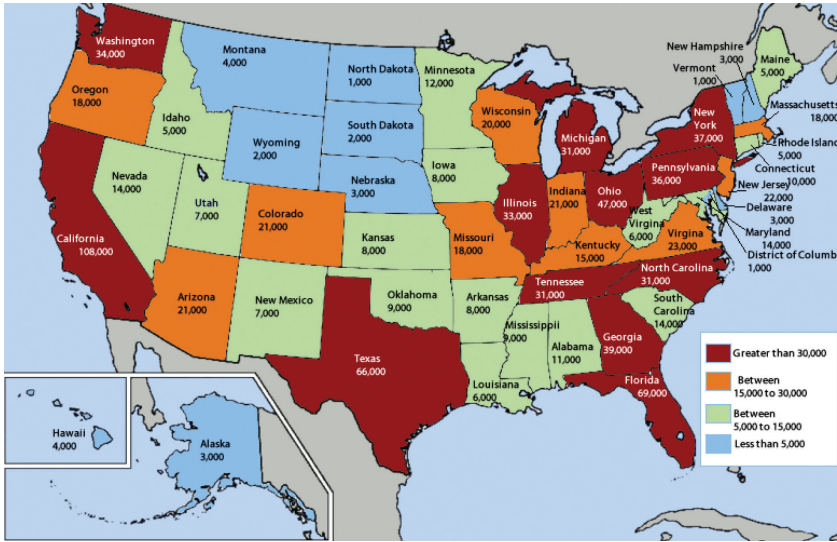 Washington
34,000
Montana
4,000
North Dakota
1,000
Minnesota
12,000
New Hampshire
3,000
Vermont
1,000
Maine
5,000
Oregon
18,000
Idaho
5,000
South Dakota
2,000
Wisconsin
20,000
Michigan
31,000
New
York
37,000
Massachusetts
18,000
Rhode Island
5,000
Connecticut
10,000
Wyoming
2,000
Nebraska
3,000
Iowa
8,000
Illinois
33,000
Indiana
21,000
Ohio
47,000
Pennsylvania
36,000
New Jersey
22,000
Delaware
3,000
Maryland
14,000
District of Columb
1,000
Nevada
14,000
Utah
7,000
Colorado
21,000
Kansas
8,000
Missouri
18,000
Kentucky
15,000
West
Virgina
6,000
Virgina
23,000
California
108,000
Arizona
21,000
New Mexico
7,000
Oklahoma
9,000
Arkansas
8,000
Tennessee
31,000
North Carolina
31,000
South
Carolina
14,000
Texas
66,000
Louisiana
6,000
Mississippii
9,000
Alabama
11,000
Georgia
39,000
Florida
69,000
Hawaii
4,000
Alaska
3,000
Greater than 30,000
Between
15,000 to 30,000
Between
5,000 to 15,000
Less than 5,000